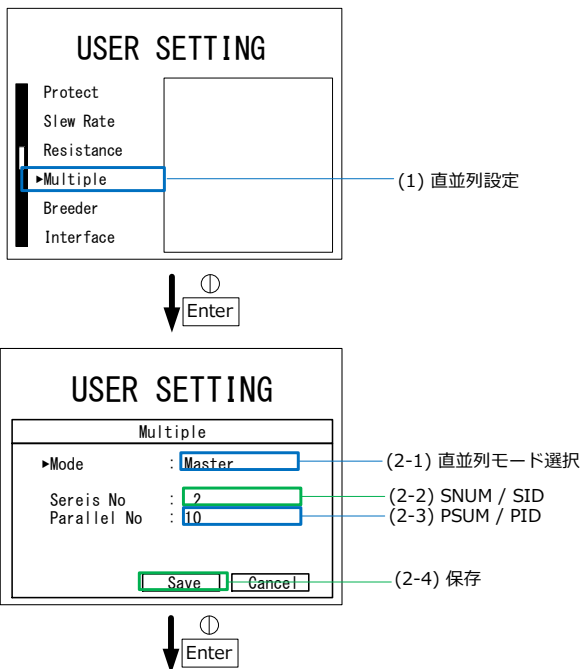 USER SETTING
Protect
Slew Rate
Resistance
►Multiple
Breeder
Interface
(1) 直並列設定
Enter
USER SETTING
Multiple
►Mode : Master
(2-1) 直並列モード選択
Sereis No : 2
(2-2) SNUM / SID
Parallel No : 10
(2-3) PSUM / PID
Save Cancel
(2-4) 保存
Enter